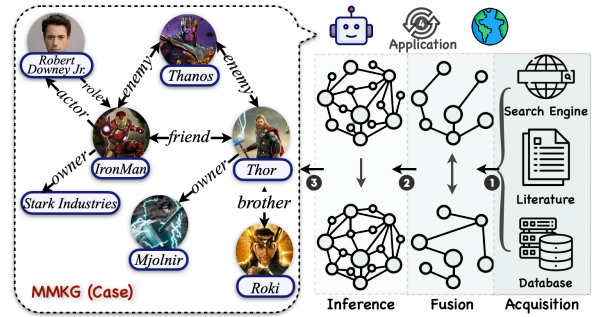 Robert
Downey Jr.
Thanos
enemy
enemy
role
actor
IronMan
friend
Thor
owner
owner
Stark Industries
Mjolnir
brother
Roki
MMKG (Case)
4
Application
Search Engine
Literature
Database
3
2
1
Inference
Fusion
Acquisition